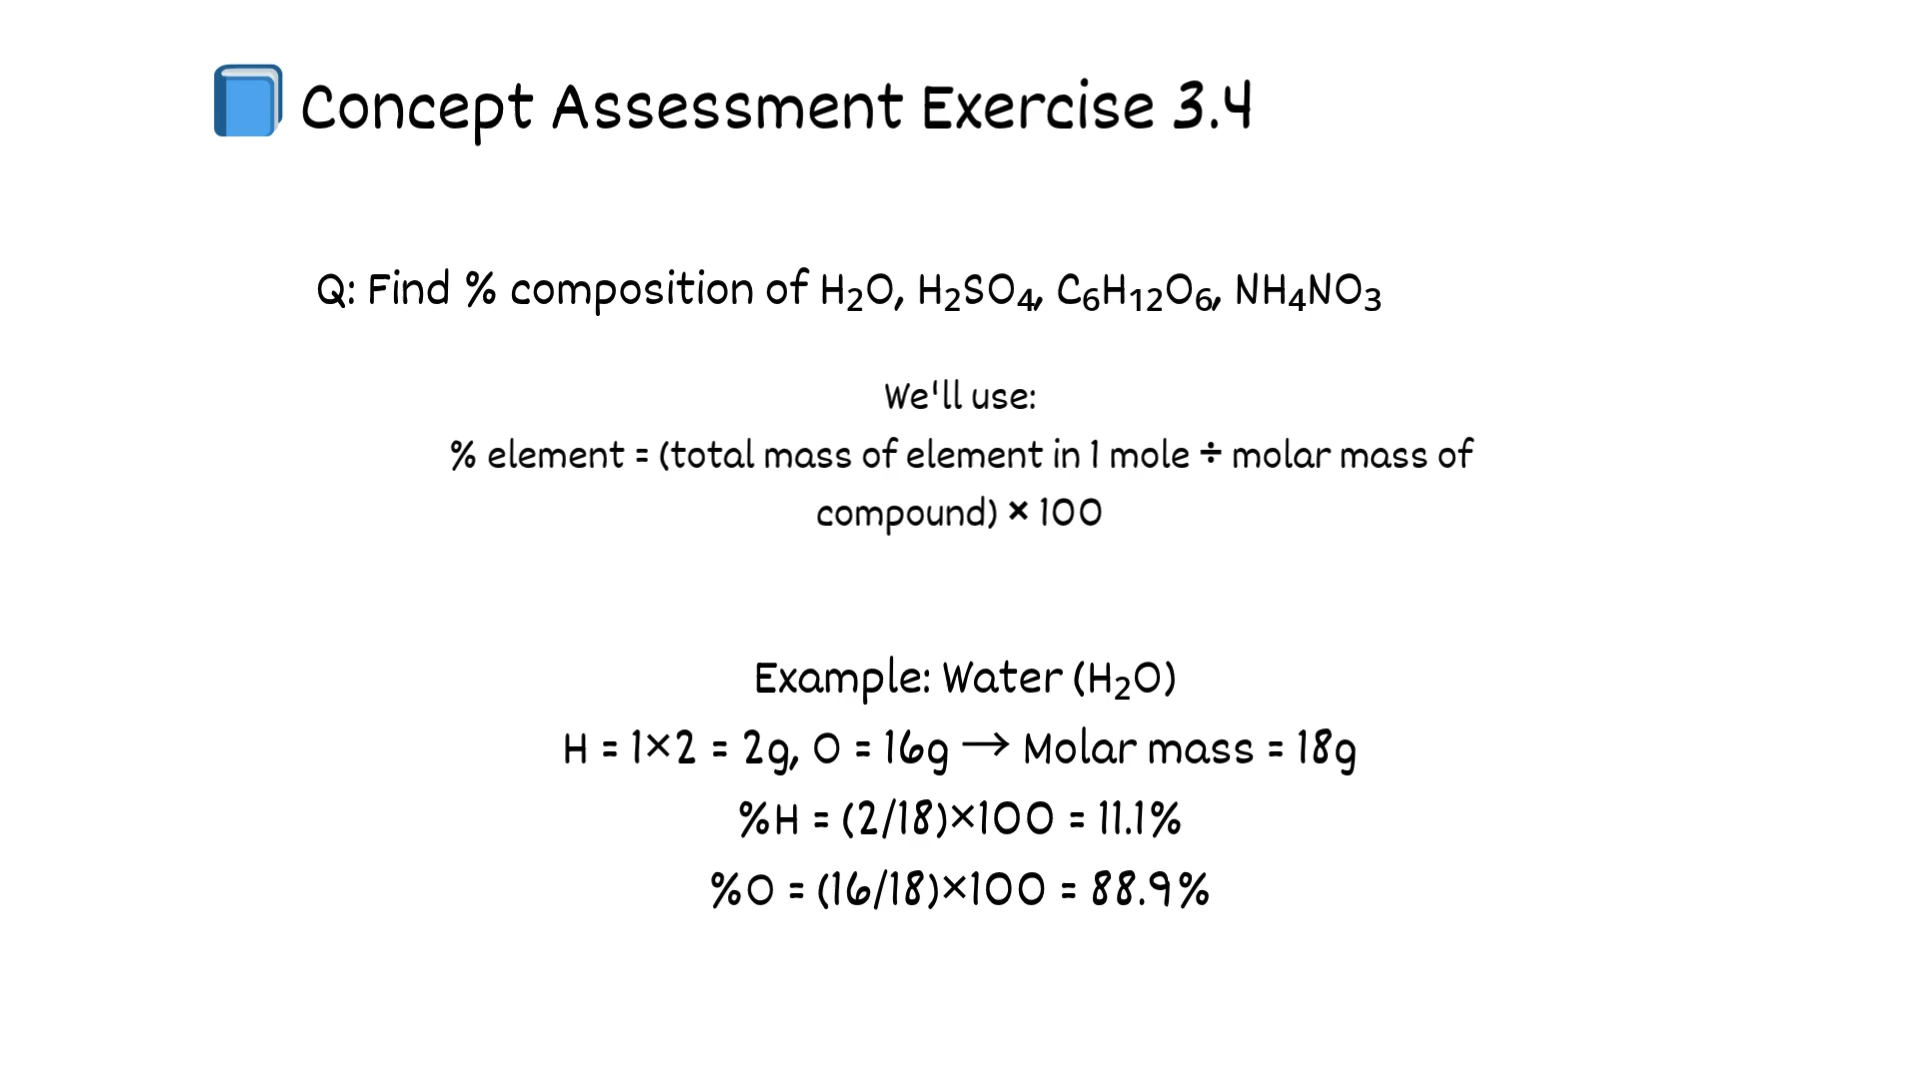 Concept Assessment Exercise 3.4
Q: Find % composition of H₂O, H₂SO₄, C₆H₁₂O₆, NH₄NO₃
We'll use:
% element = (total mass of element in 1 mole ÷ molar mass of
compound) × 100
Example: Water (H₂O)
H = 1×2 = 2g, O = 16g → Molar mass = 18g
%H = (2/18)×100 = 11.1%
%O = (16/18)×100 = 88.9%